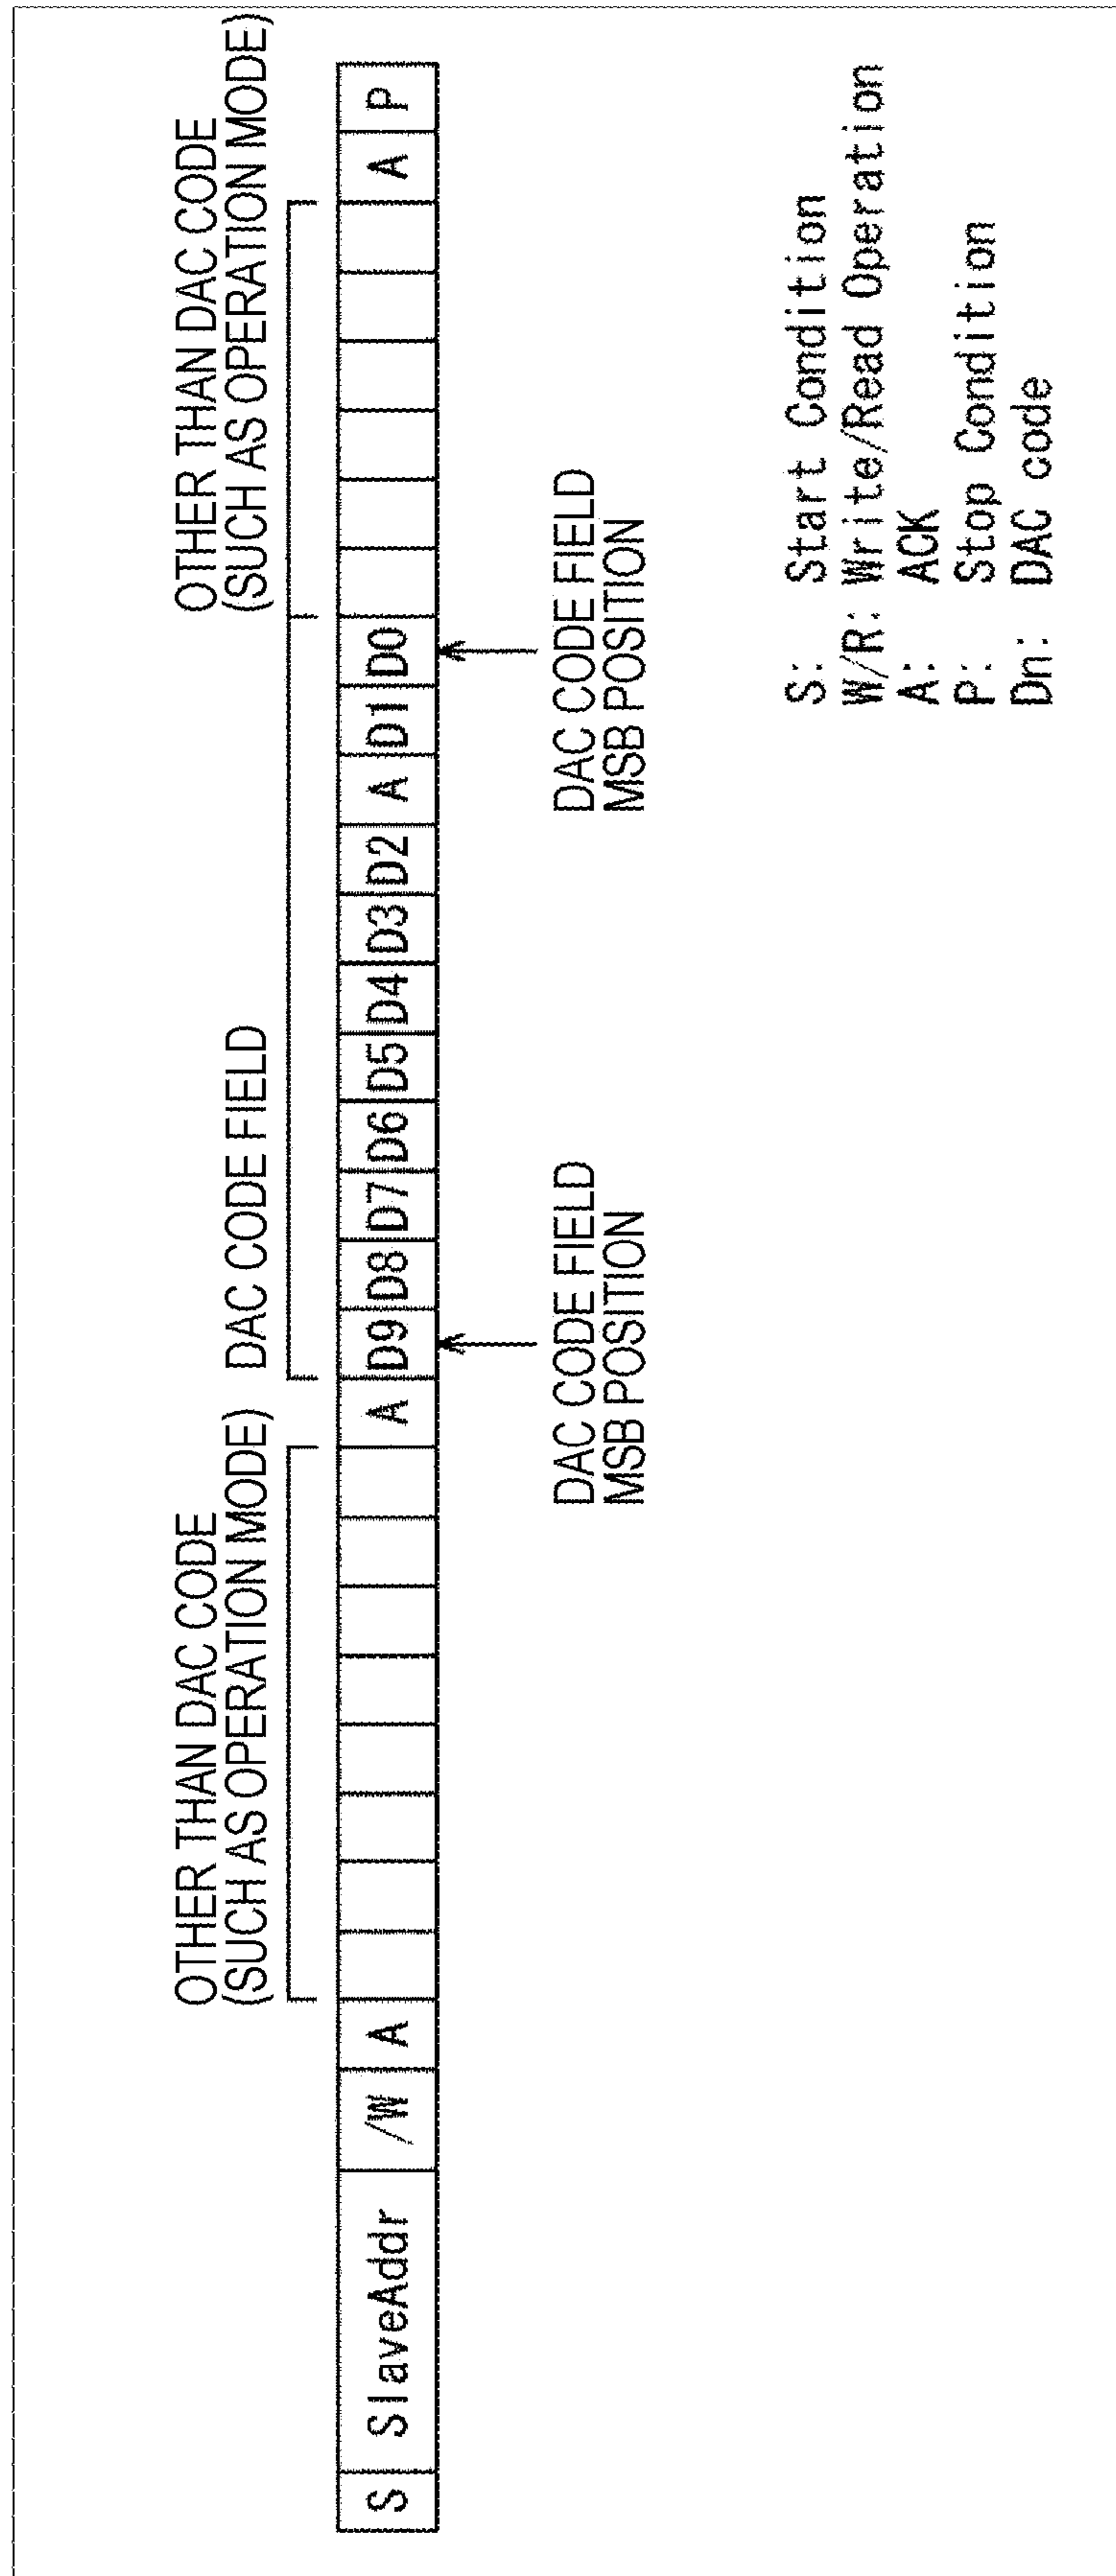 OTHER THAN DAC CODE
(SUCH AS OPERATION MODE)
DAC CODE FIELD
OTHER THAN DAC CODE
(SUCH AS OPERATION MODE)
S SlaveAddr /W A A D9 D8 D7 D6 D5 D4 D3 D2 A D1 D0 A P
DAC CODE FIELD
MSB POSITION
DAC CODE FIELD
MSB POSITION
S: Start Condition
W/R: Write/Read Operation
A: ACK
P: Stop Condition
Dn: DAC code